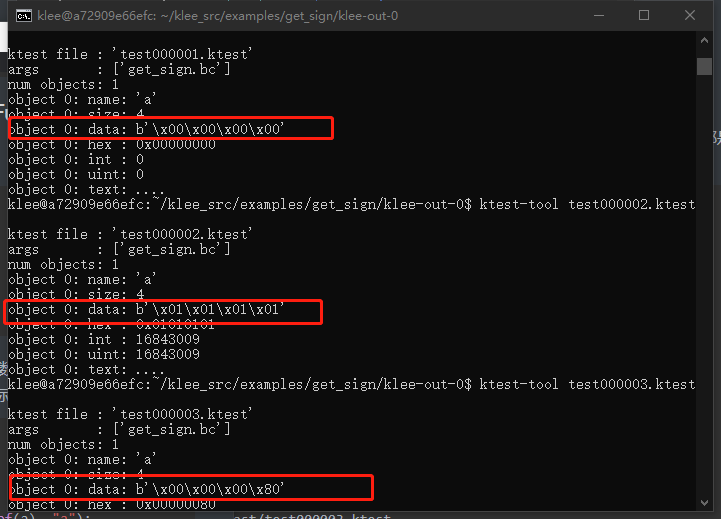 klee@a72909e66efc: ~/klee_src/examples/get_sign/klee-out-0
ktest file : 'test000001.ktest'
args       : ['get_sign.bc']
num objects: 1
object 0: name: 'a'
object 0: size: 4
object 0: data: b'\x00\x00\x00\x00'
object 0: hex : 0x00000000
object 0: int : 0
object 0: uint: 0
object 0: text: ....
klee@a72909e66efc:~/klee_src/examples/get_sign/klee-out-0$ ktest-tool test000002.ktest
ktest file : 'test000002.ktest'
args       : ['get_sign.bc']
num objects: 1
object 0: name: 'a'
object 0: size: 4
object 0: data: b'\x01\x01\x01\x01'
object 0: hex : 0x01010101
object 0: int : 16843009
object 0: uint: 16843009
object 0: text: ....
klee@a72909e66efc:~/klee_src/examples/get_sign/klee-out-0$ ktest-tool test000003.ktest
ktest file : 'test000003.ktest'
args       : ['get_sign.bc']
num objects: 1
object 0: name: 'a'
object 0: size: 4
object 0: data: b'\x00\x00\x00\x80'
object 0: hex : 0x00000080